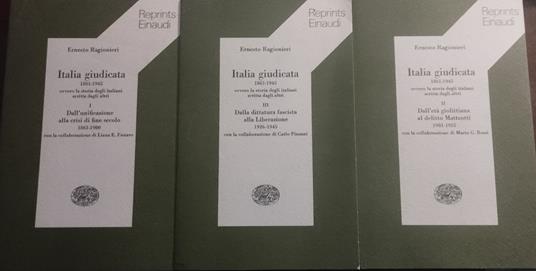 Reprints
Einaudi
Ernesto Ragionieri
Italia giudicata
1861-1945
ovvero la storia degli italiani
scritta dagli altri
I
Dall'unificazione
alla crisi di fine secolo
1861-1900
con la collaborazione di Liana E. Funaro
Reprints
Einaudi
Ernesto Ragionieri
Italia giudicata
1861-1945
ovvero la storia degli italiani
scritta dagli altri
III
Dalla dittatura fascista
alla Liberazione
1926-1945
con la collaborazione di Carlo Pinzani
Reprints
Einaudi
Ernesto Ragionieri
Italia giudicata
1861-1945
ovvero la storia degli italiani
scritta dagli altri
II
Dall'età giolittiana
al delitto Matteotti
1901-1925
con la collaborazione di Mario G. Rossi